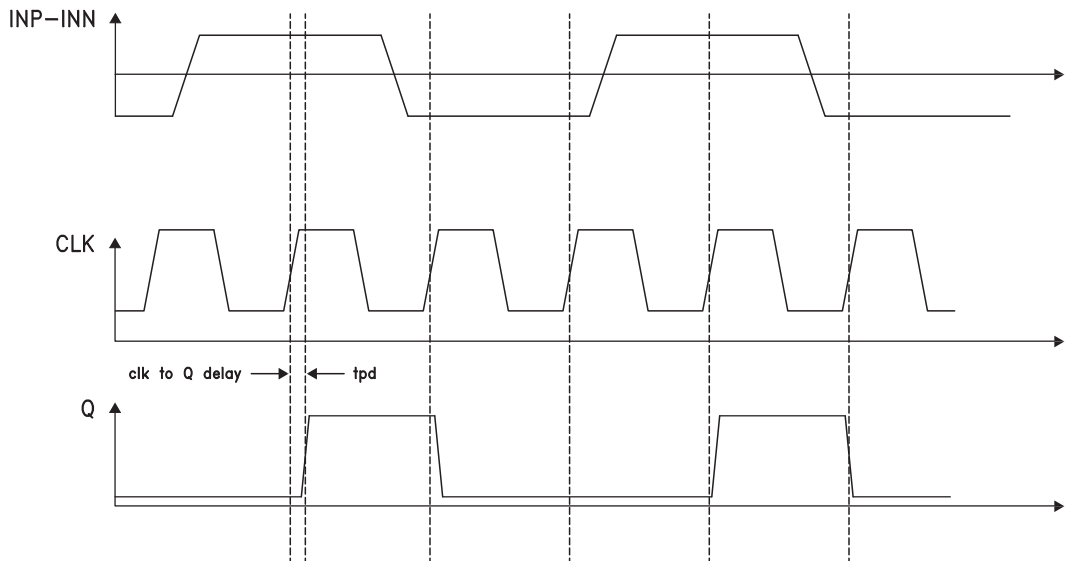 INP-INN
CLK
clk to Q delay
tpd
Q